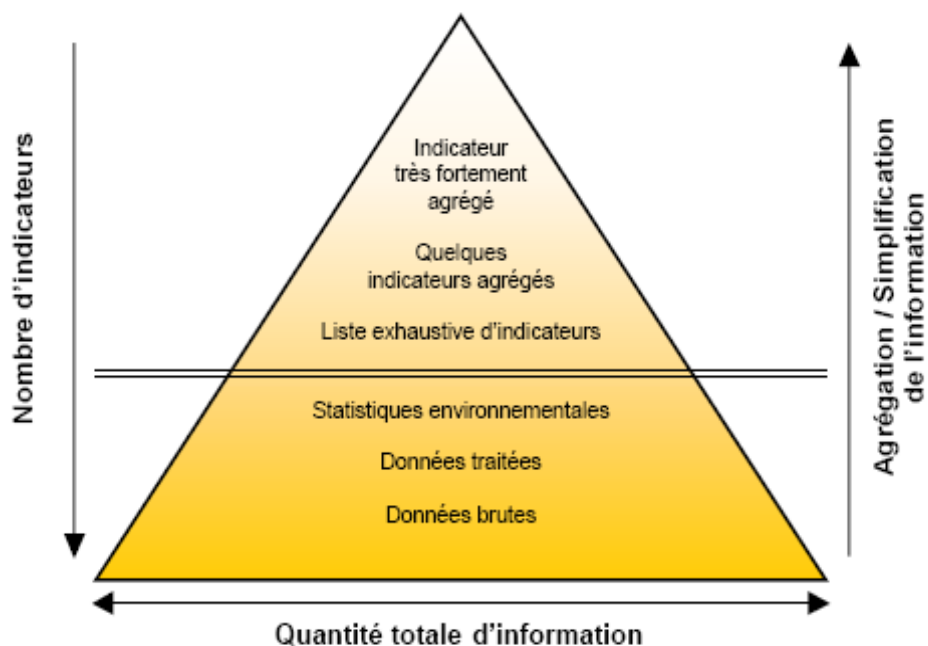 Nombre d'indicateurs
Indicateur
très fortement
agrégé
Quelques
indicateurs agrégés
Liste exhaustive d'indicateurs
Statistiques environnementales
Données traitées
Données brutes
Agrégation / Simplification
de l'information
Quantité totale d'information